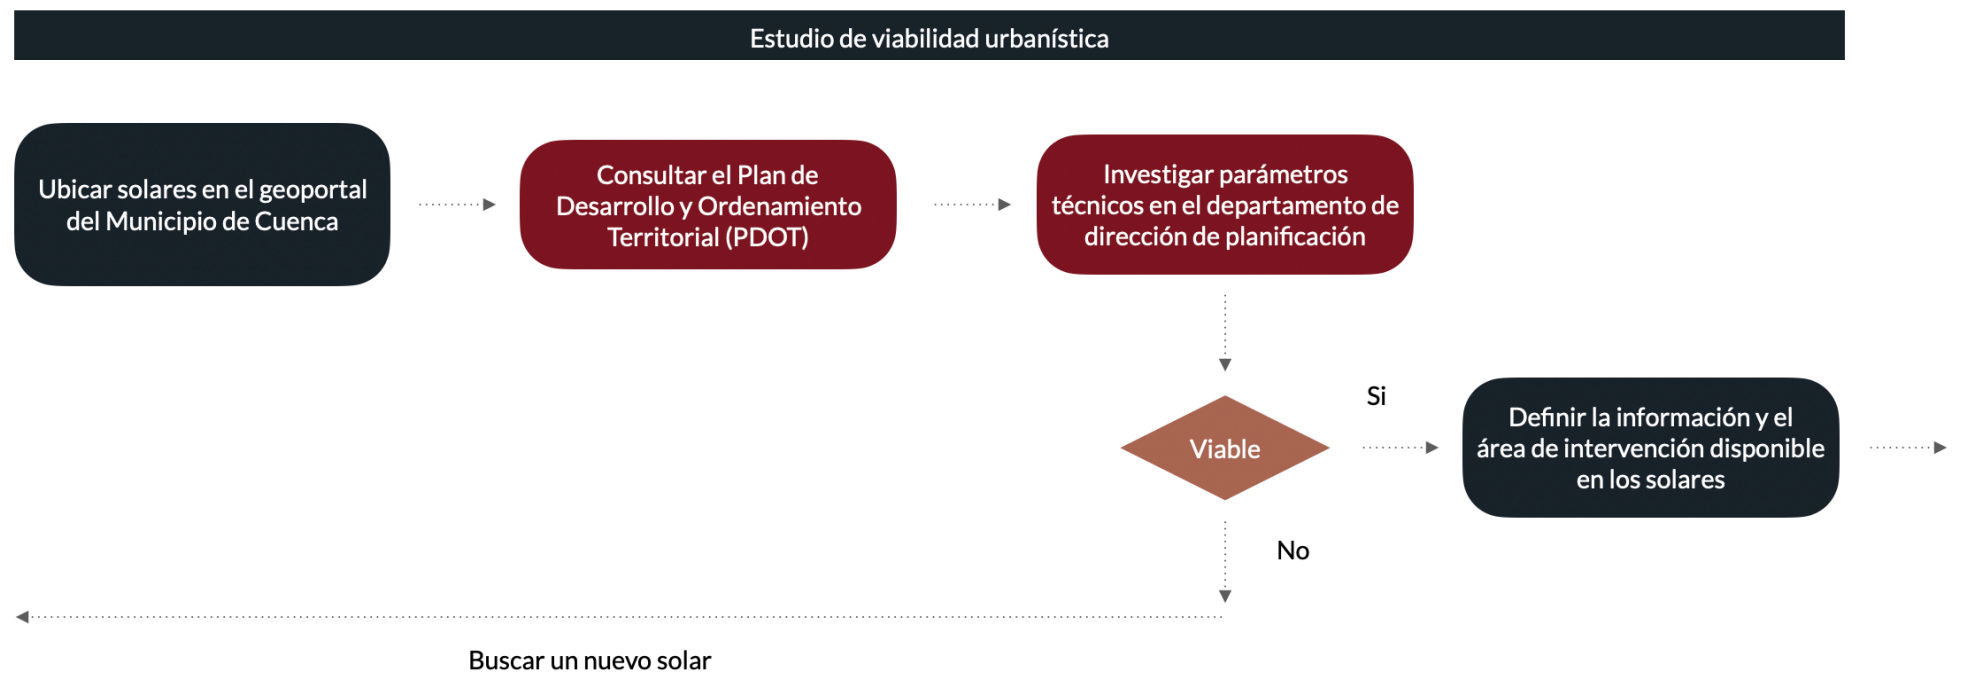 Estudio de viabilidad urbanística
Ubicar solares en el geoportal
del Municipio de Cuenca
Consultar el Plan de
Desarrollo y Ordenamiento
Territorial (PDOT)
Investigar parámetros
técnicos en el departamento de
dirección de planificación
Viable
Si
Definir la información y el
área de intervención disponible
en los solares
No
Buscar un nuevo solar